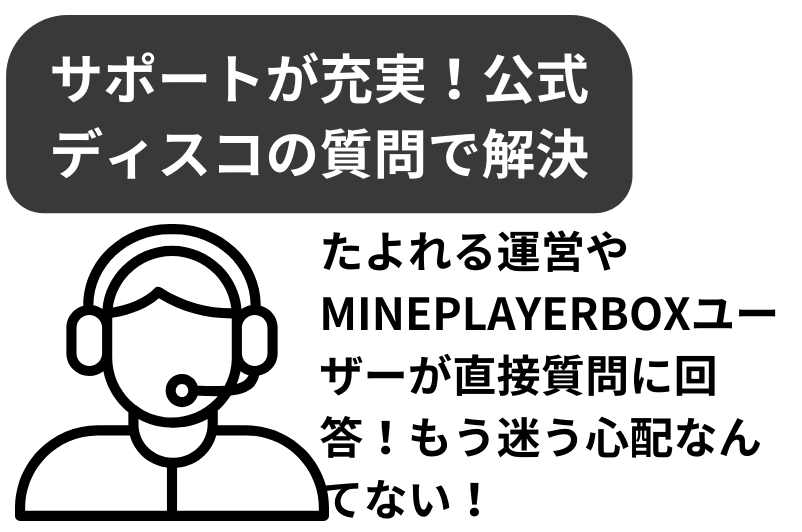 サポートが充実！公式
ディスコの質問で解決
たよれる運営や
MINEPLAYERBOXユー
ザーが直接質問に回
答！もう迷う心配なん
てない！